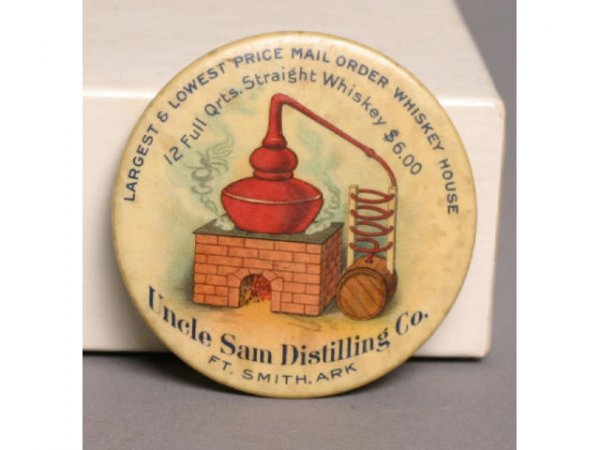 LARGEST & LOWEST PRICE MAIL ORDER WHISKEY HOUSE
12 Full Qrts. Straight Whiskey $6.00
Uncle Sam Distilling Co.
FT. SMITH, ARK